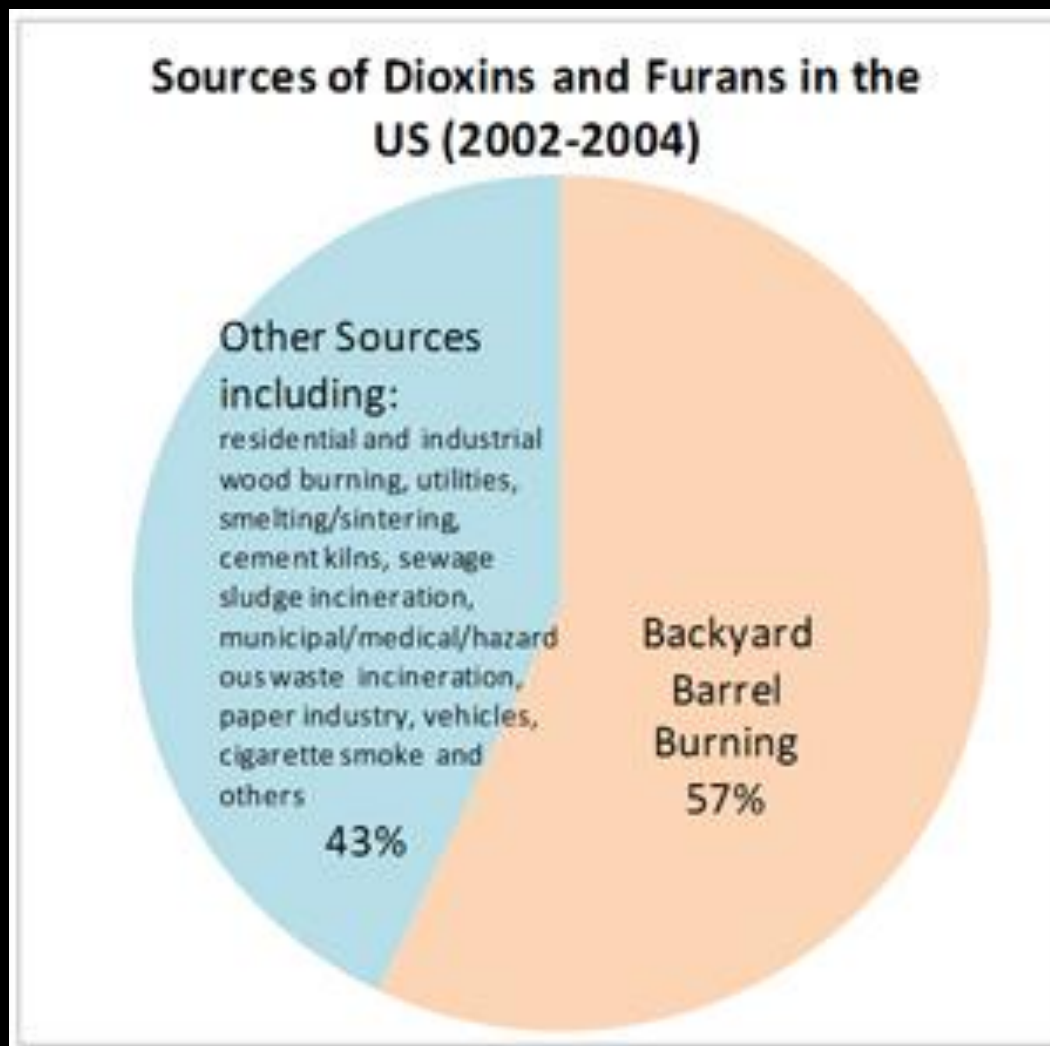 Sources of Dioxins and Furans in the
US (2002-2004)
Other Sources
including:
residential and industrial
wood burning, utilities,
smelting/sintering,
cement kilns, sewage
sludge incineration,
municipal/medical/hazard
ous waste incineration,
paper industry, vehicles,
cigarette smoke and
others
43%
Backyard
Barrel
Burning
57%